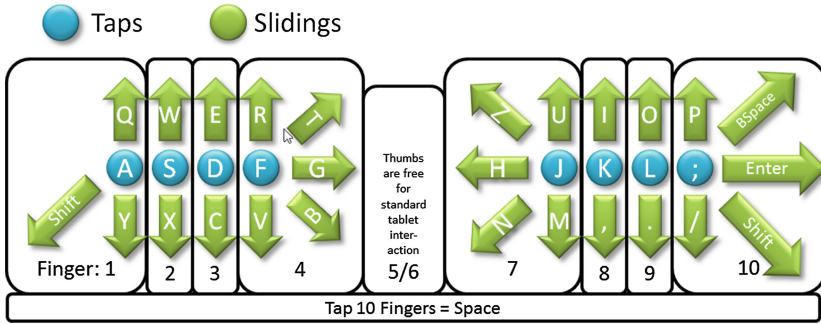 Taps Slidings
Q W E R T Z U I O P BSpace
A S D F G H J K L ; Enter
Shift Y X C V B N M , . / Shift
Thumbs
are free
for
standard
tablet
inter-
action
Finger: 1 2 3 4 5/6 7 8 9 10
Tap 10 Fingers = Space